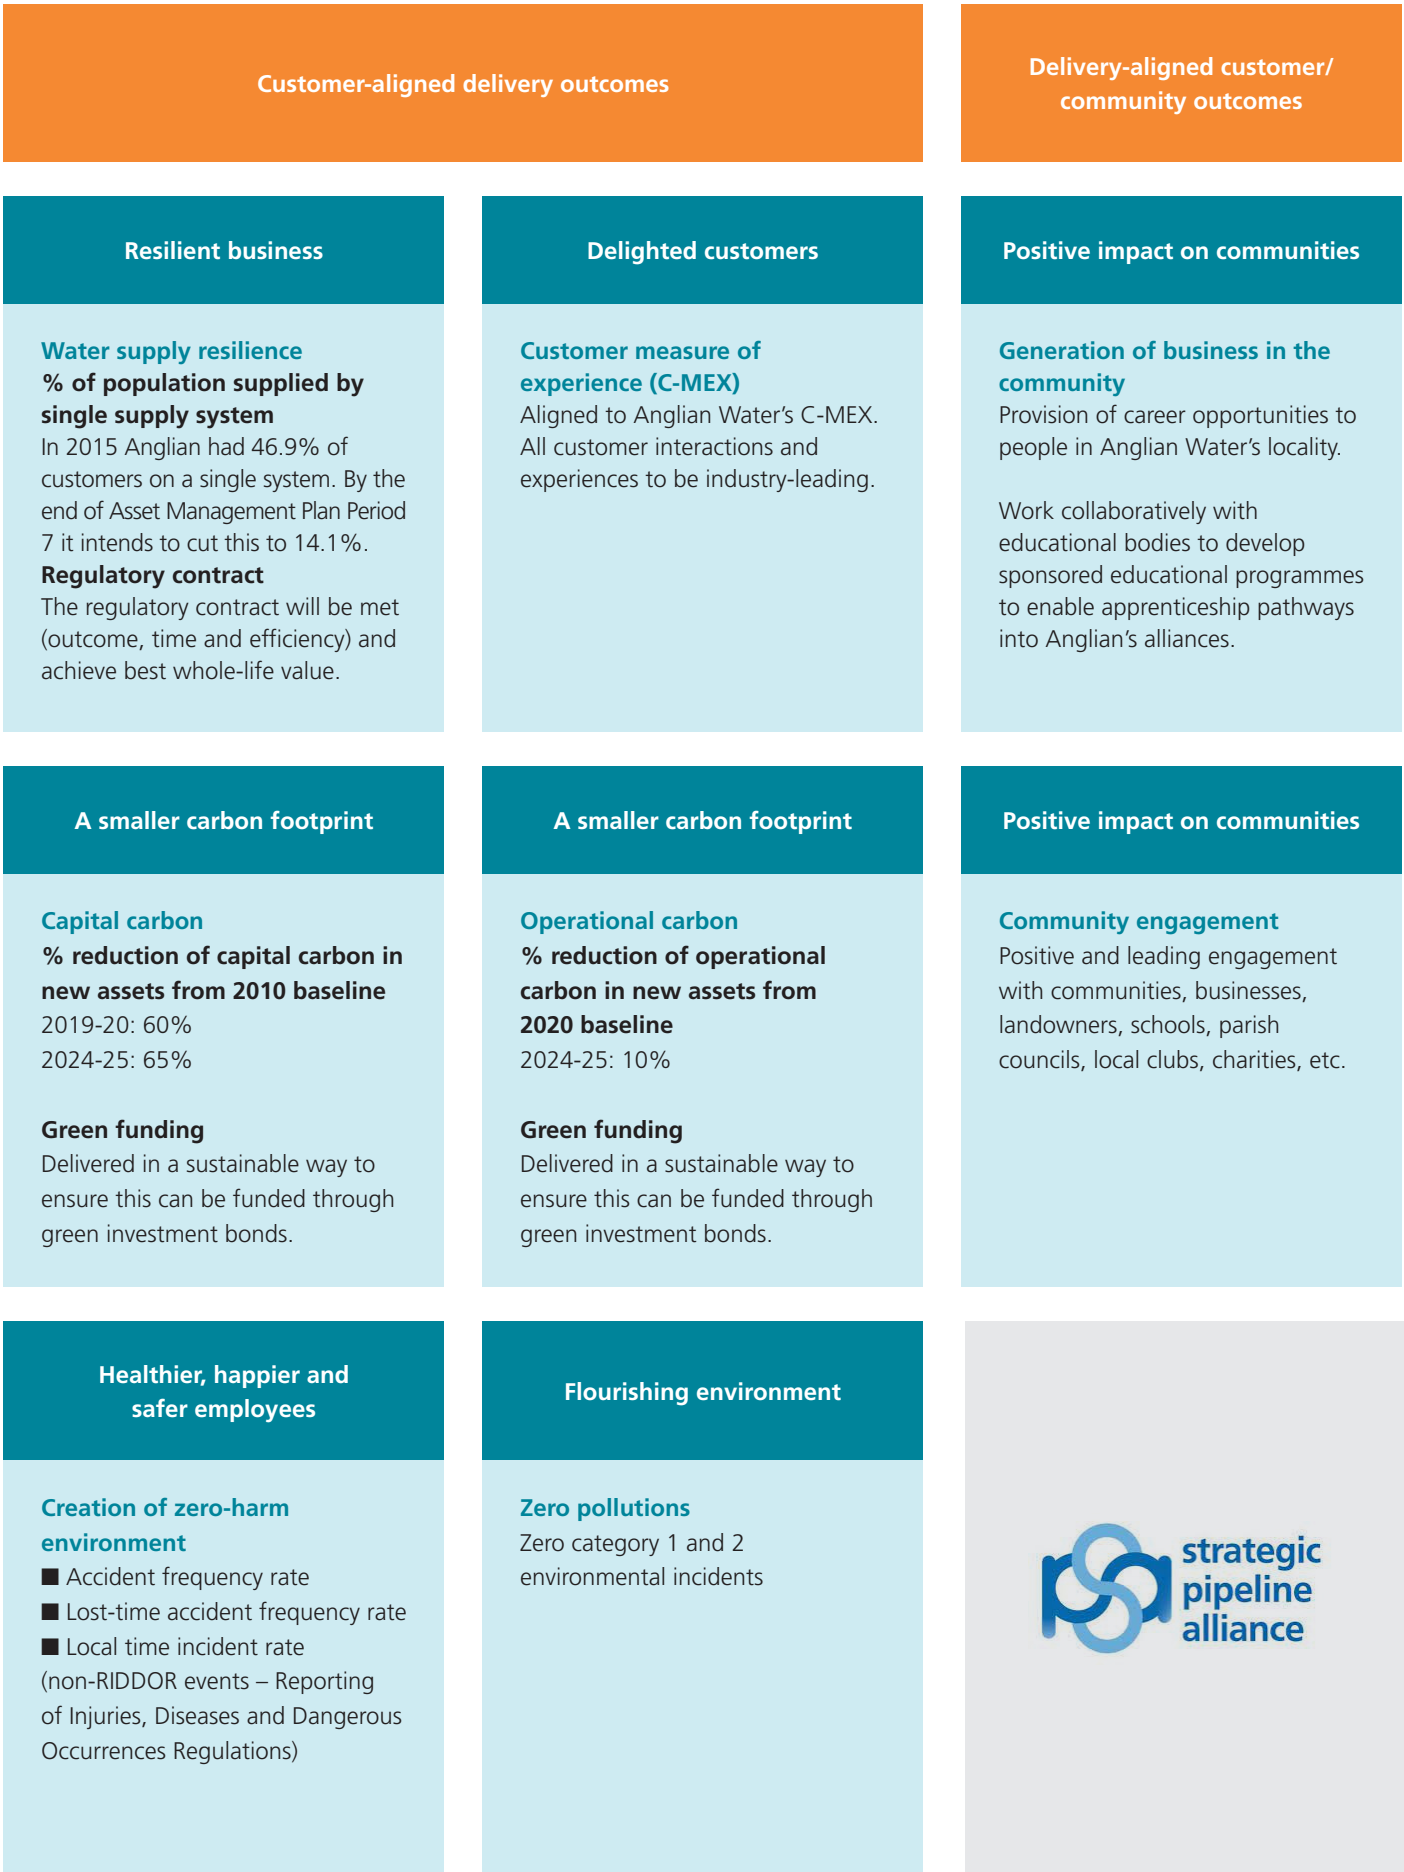 Customer-aligned delivery outcomes
Delivery-aligned customer/
community outcomes
Resilient business
Water supply resilience
% of population supplied by
single supply system
In 2015 Anglian had 46.9% of
customers on a single system. By the
end of Asset Management Plan Period
7 it intends to cut this to 14.1%.
Regulatory contract
The regulatory contract will be met
(outcome, time and efficiency) and
achieve best whole-life value.
Delighted customers
Customer measure of
experience (C-MEX)
Aligned to Anglian Water’s C-MEX.
All customer interactions and
experiences to be industry-leading.
Positive impact on communities
Generation of business in the
community
Provision of career opportunities to
people in Anglian Water’s locality.
Work collaboratively with
educational bodies to develop
sponsored educational programmes
to enable apprenticeship pathways
into Anglian’s alliances.
A smaller carbon footprint
Capital carbon
% reduction of capital carbon in
new assets from 2010 baseline
2019-20: 60%
2024-25: 65%
Green funding
Delivered in a sustainable way to
ensure this can be funded through
green investment bonds.
A smaller carbon footprint
Operational carbon
% reduction of operational
carbon in new assets from
2020 baseline
2024-25: 10%
Green funding
Delivered in a sustainable way to
ensure this can be funded through
green investment bonds.
Positive impact on communities
Community engagement
Positive and leading engagement
with communities, businesses,
landowners, schools, parish
councils, local clubs, charities, etc.
Healthier, happier and
safer employees
Creation of zero-harm
environment
■ Accident frequency rate
■ Lost-time accident frequency rate
■ Local time incident rate
(non-RIDDOR events – Reporting
of Injuries, Diseases and Dangerous
Occurrences Regulations)
Flourishing environment
Zero pollutions
Zero category 1 and 2
environmental incidents
strategic
pipeline
alliance